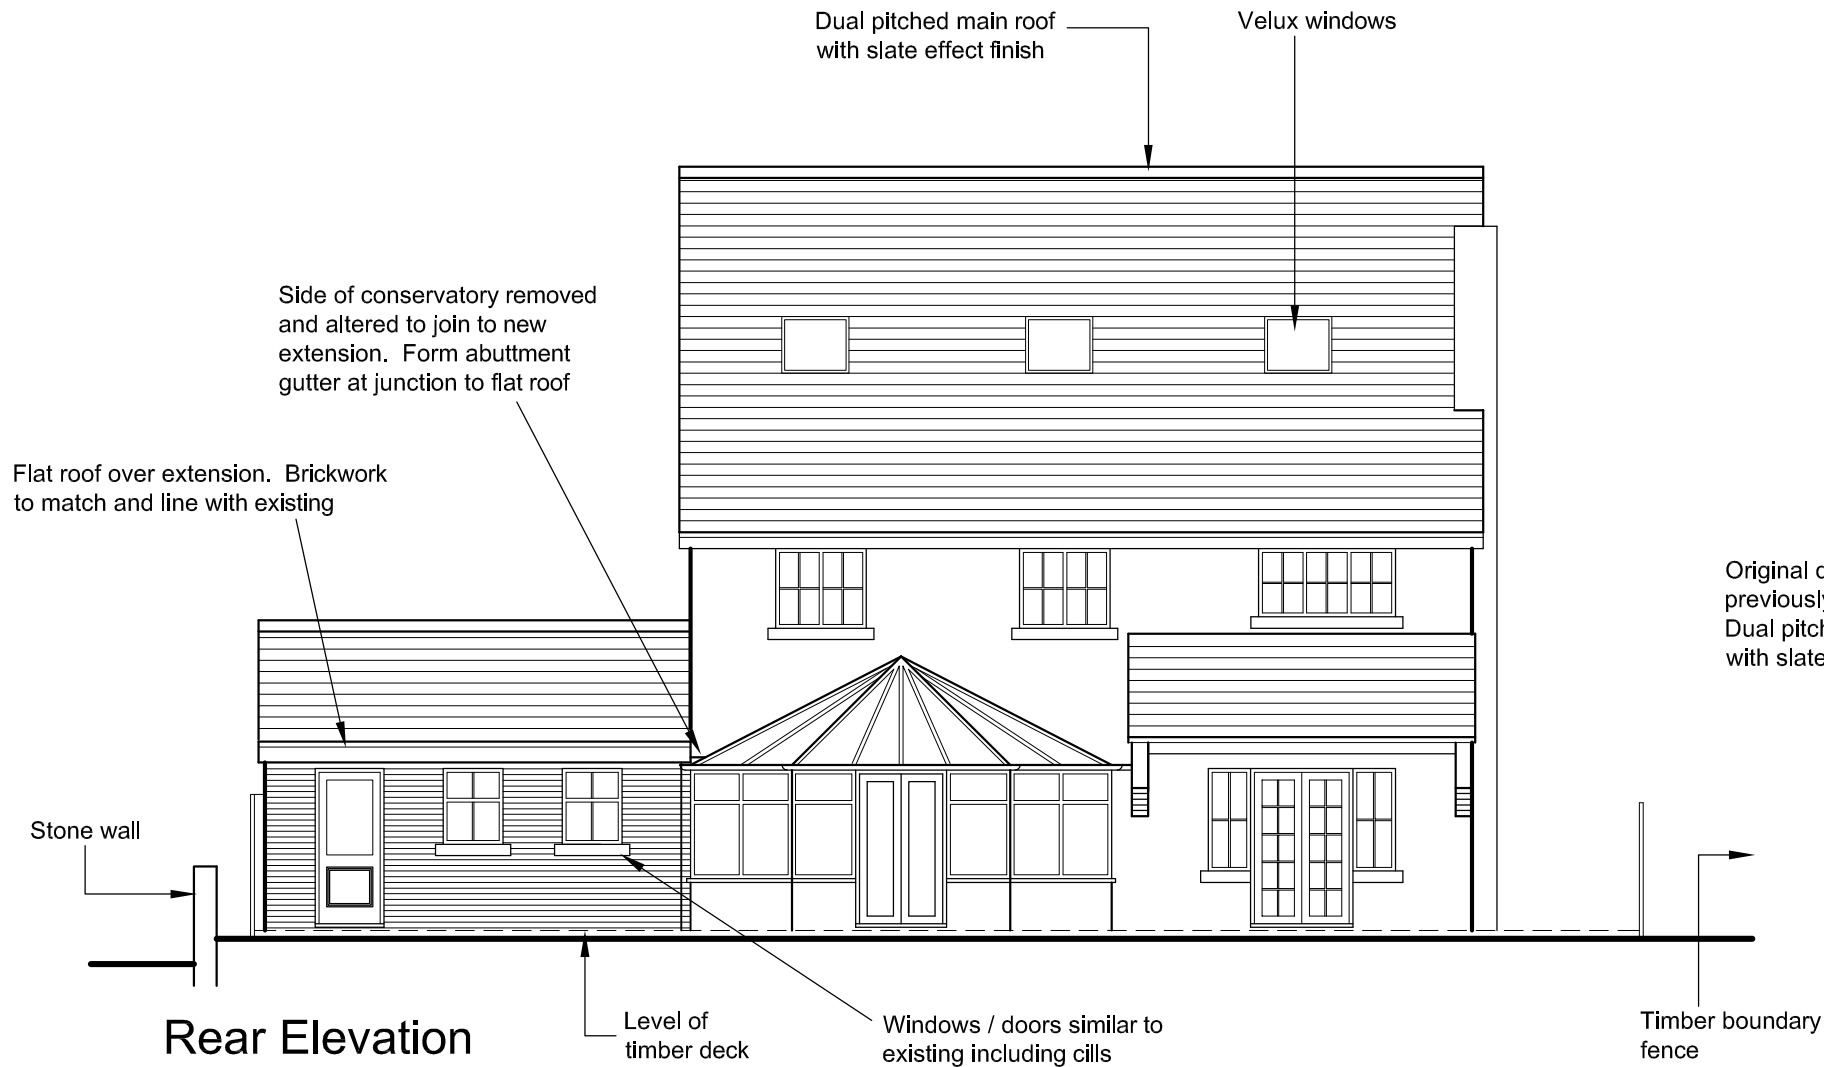 Dual pitched main roof
with slate effect finish
Velux windows
Side of conservatory removed
and altered to join to new
extension. Form abuttment
gutter at junction to flat roof
Flat roof over extension. Brickwork
to match and line with existing
Original
previously
Dual
with slate
Stone wall
Level of
timber deck
Windows / doors similar to
existing including cills
Timber boundary
fence
Rear Elevation